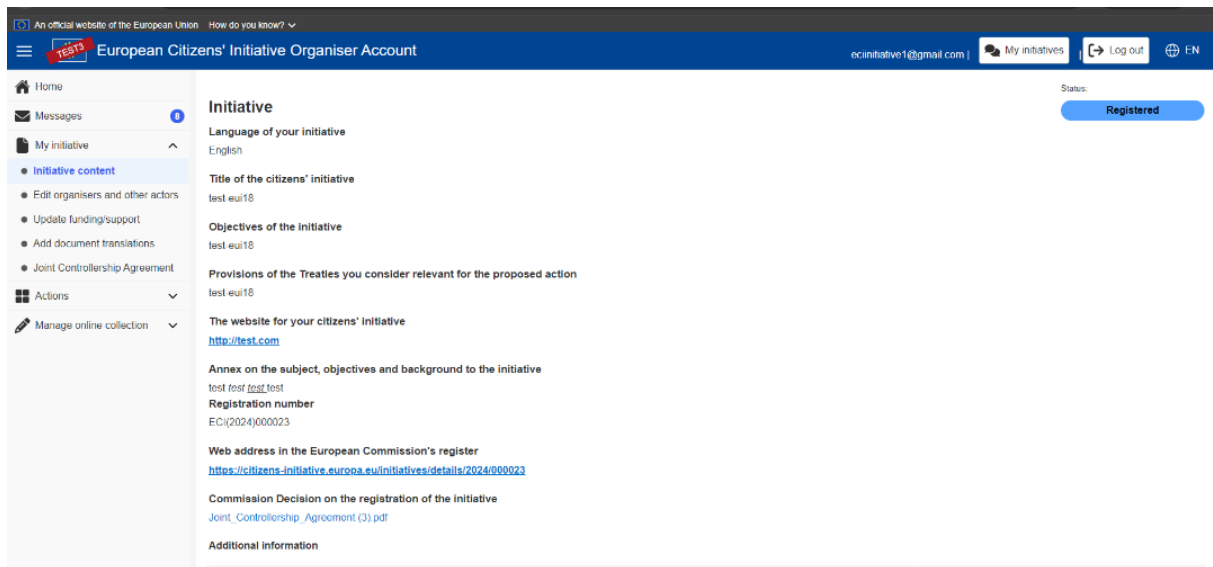 An official website of the European Union How do you know?
TEST3
European Citizens' Initiative Organiser Account
eciinitiative1@gmail.com |
My initiatives
|
Log out
EN
Home
Messages
8
My initiative
Initiative content
Edit organisers and other actors
Update funding/support
Add document translations
Joint Controllership Agreement
Actions
Manage online collection
Status:
Registered
Initiative
Language of your initiative
English
Title of the citizens' initiative
test eui18
Objectives of the initiative
test eui18
Provisions of the Treaties you consider relevant for the proposed action
test eui18
The website for your citizens' initiative
http://test.com
Annex on the subject, objectives and background to the initiative
test test test test
Registration number
ECI(2024)000023
Web address in the European Commission's register
https://citizens-initiative.europa.eu/initiatives/details/2024/000023
Commission Decision on the registration of the initiative
Joint_Controllership_Agreement (3).pdf
Additional information